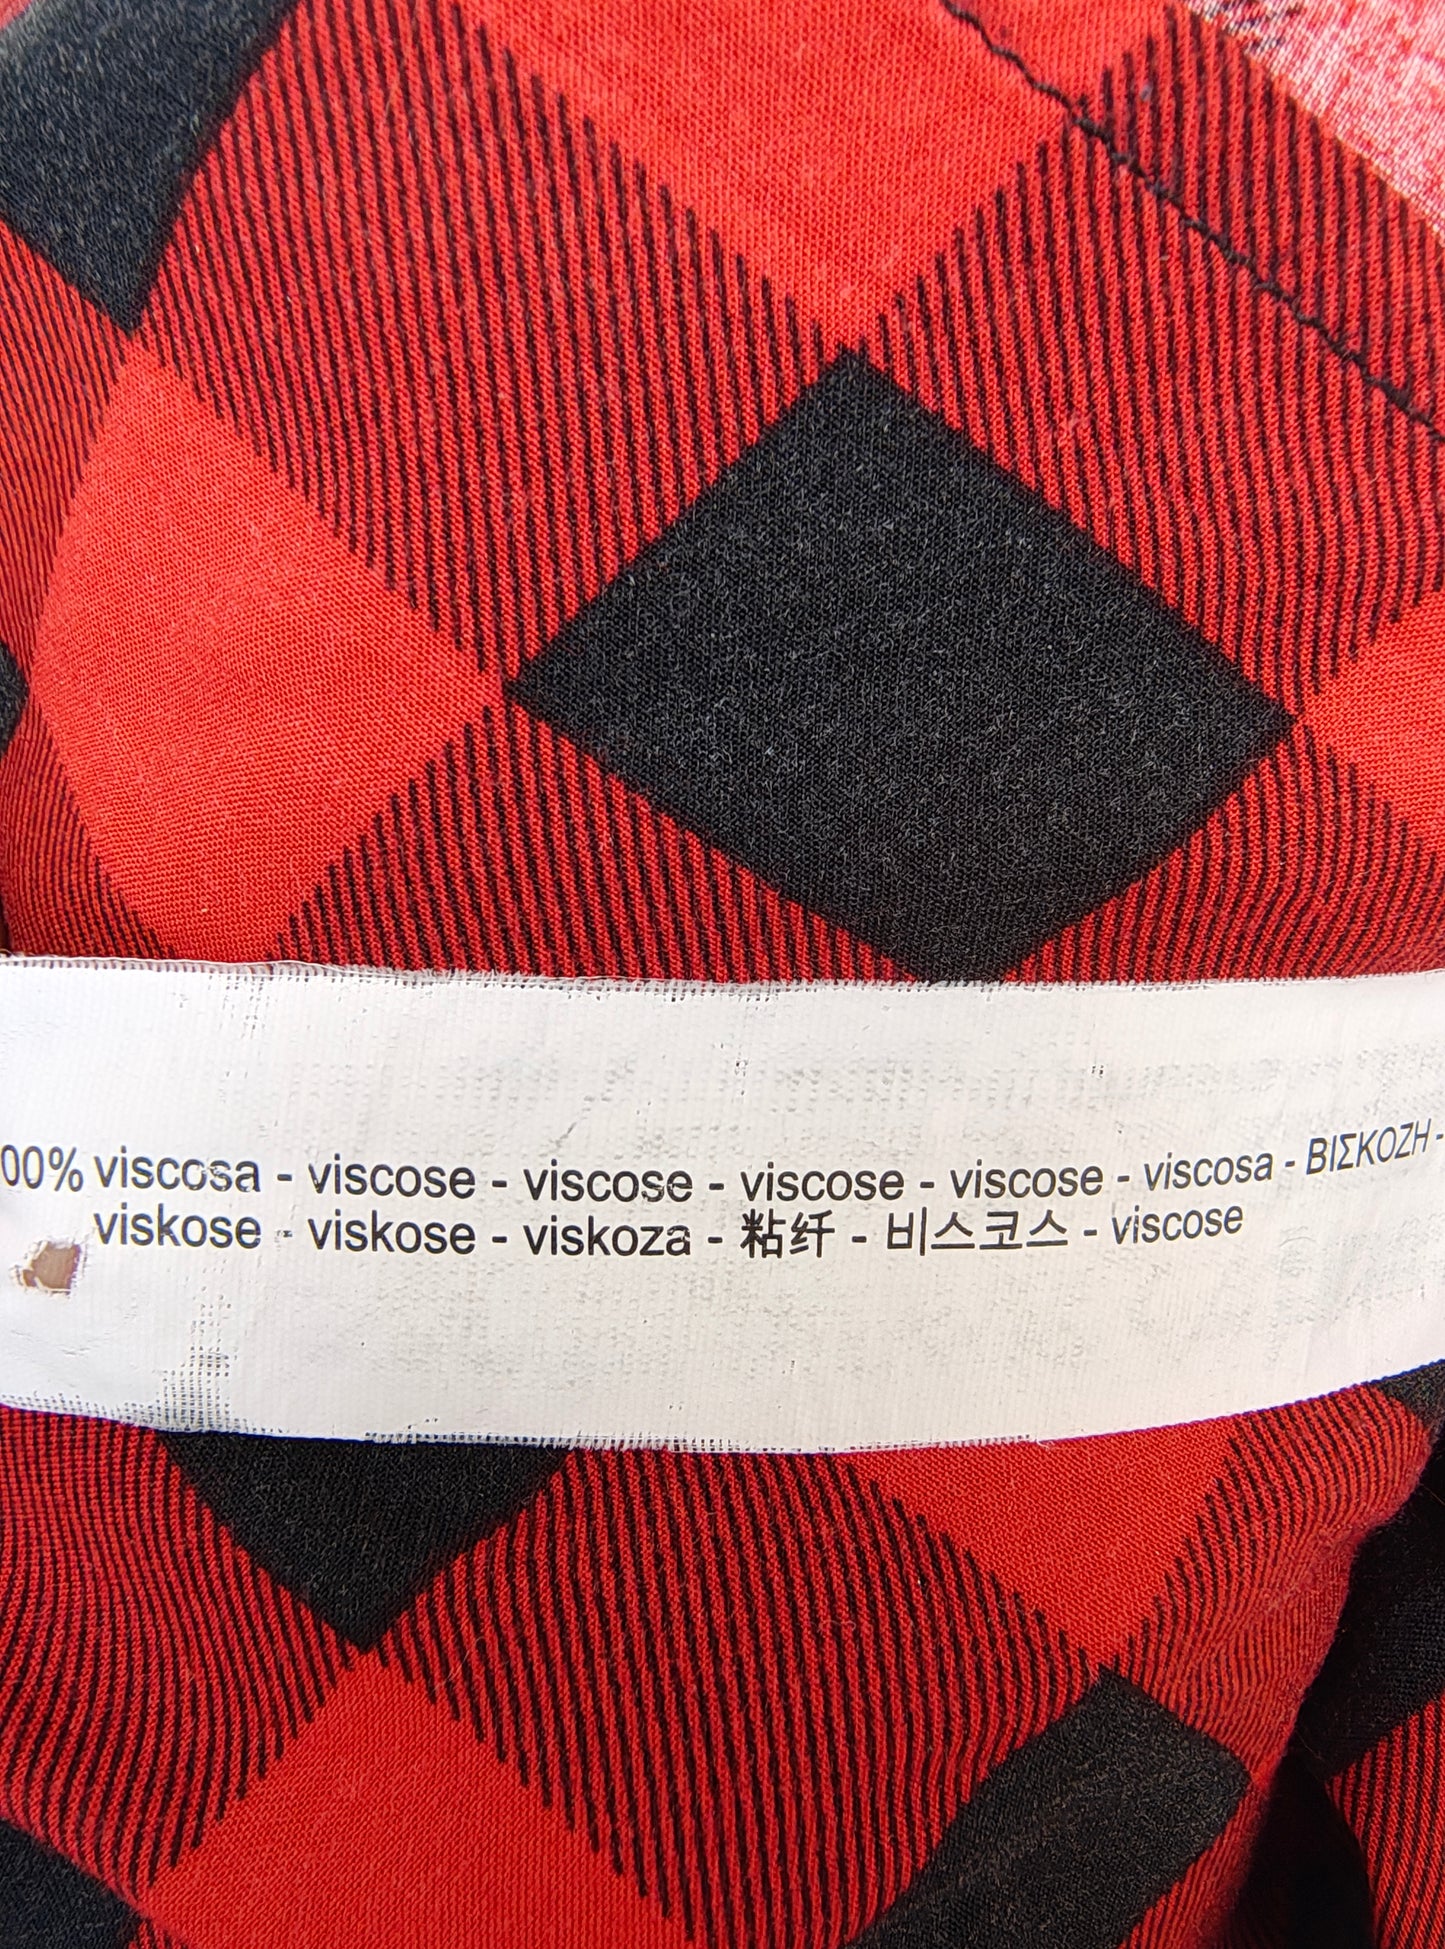 00% viscosa - viscose - viscose - viscose - viscose - viscosa - ΒΙΣΚΟΖΗ -
viskose - viskose - viskoza - 粘纤 - 비스코스 - viscose